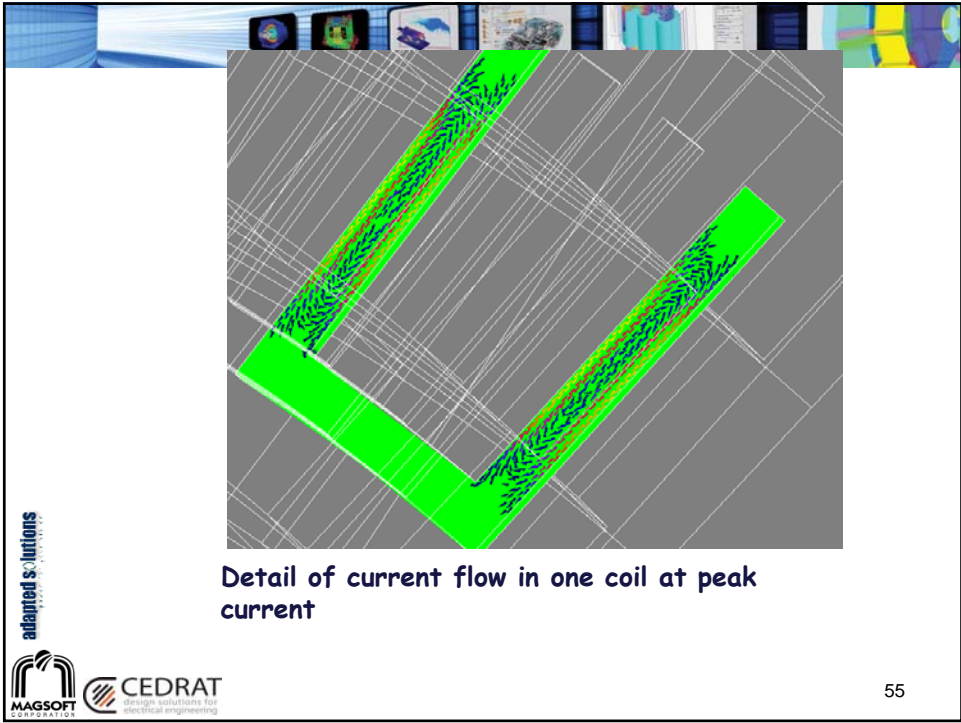 Detail of current flow in one coil at peak
current
adapted solutions
MAGSOFT
CORPORATION
CEDRAT
design solutions for
electrical engineering
55